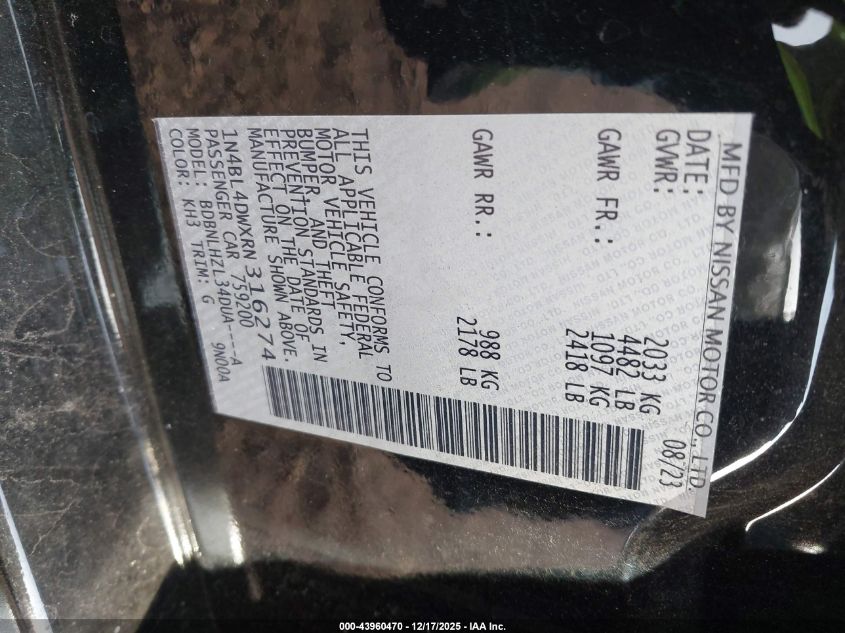 MFD BY NISSAN MOTOR CO., LTD.
DATE: 08/23
GVWR: 2033 KG
4482 LB
GAWR FR.: 1097 KG
2418 LB
GAWR RR.: 988 KG
2178 LB
THIS VEHICLE CONFORMS TO
ALL APPLICABLE FEDERAL
MOTOR VEHICLE SAFETY,
BUMPER, AND THEFT
PREVENTION STANDARDS IN
EFFECT ON THE DATE OF
MANUFACTURE SHOWN ABOVE.
1N4BL4DWXRN316274
PASSENGER CAR 759200
MODEL: BDBNLHZL34DUA----A
COLOR: KH3 TRIM: G 9N00A
000-43960470 - 12/17/2025 - IAA Inc.